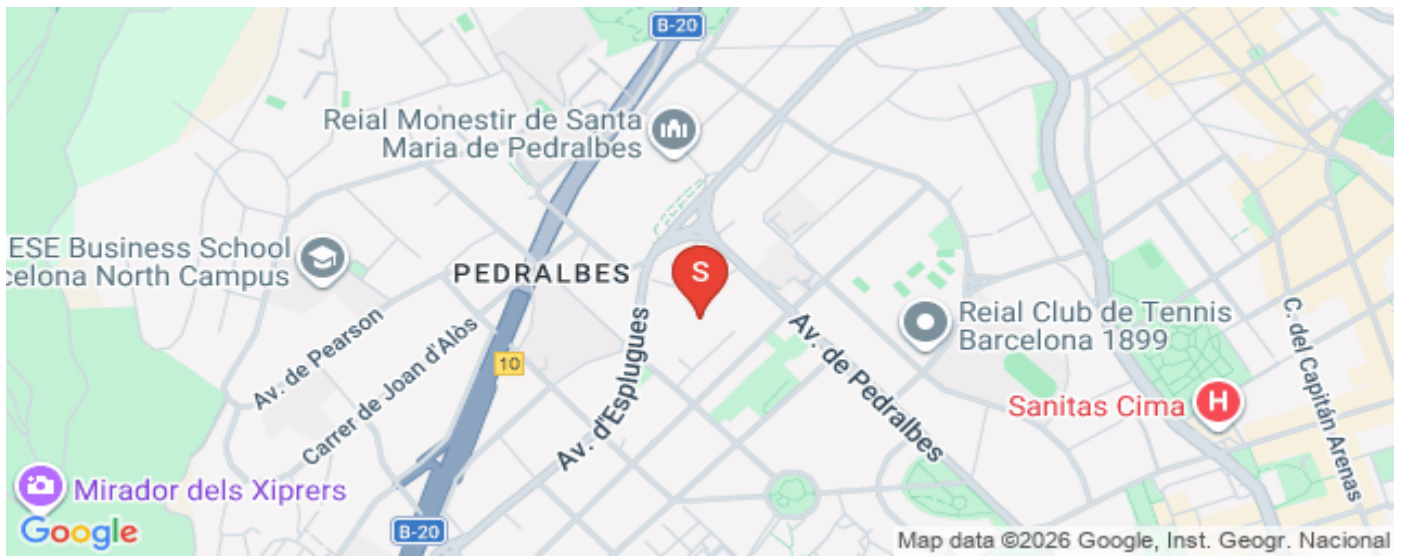 B-20
Reial Monestir de Santa
Maria de Pedralbes
ESE Business School
celona North Campus
PEDRALBES
S
Reial Club de Tennis
Barcelona 1899
Av. de Pearson
Carrer de Joan d'Alòs
10
Av. d'Esplugues
Av. de Pedralbes
C. del Capitán Arenas
Sanitas Cima
H
Mirador dels Xiprers
Google
B-20
Map data ©2026 Google, Inst. Geogr. Nacional